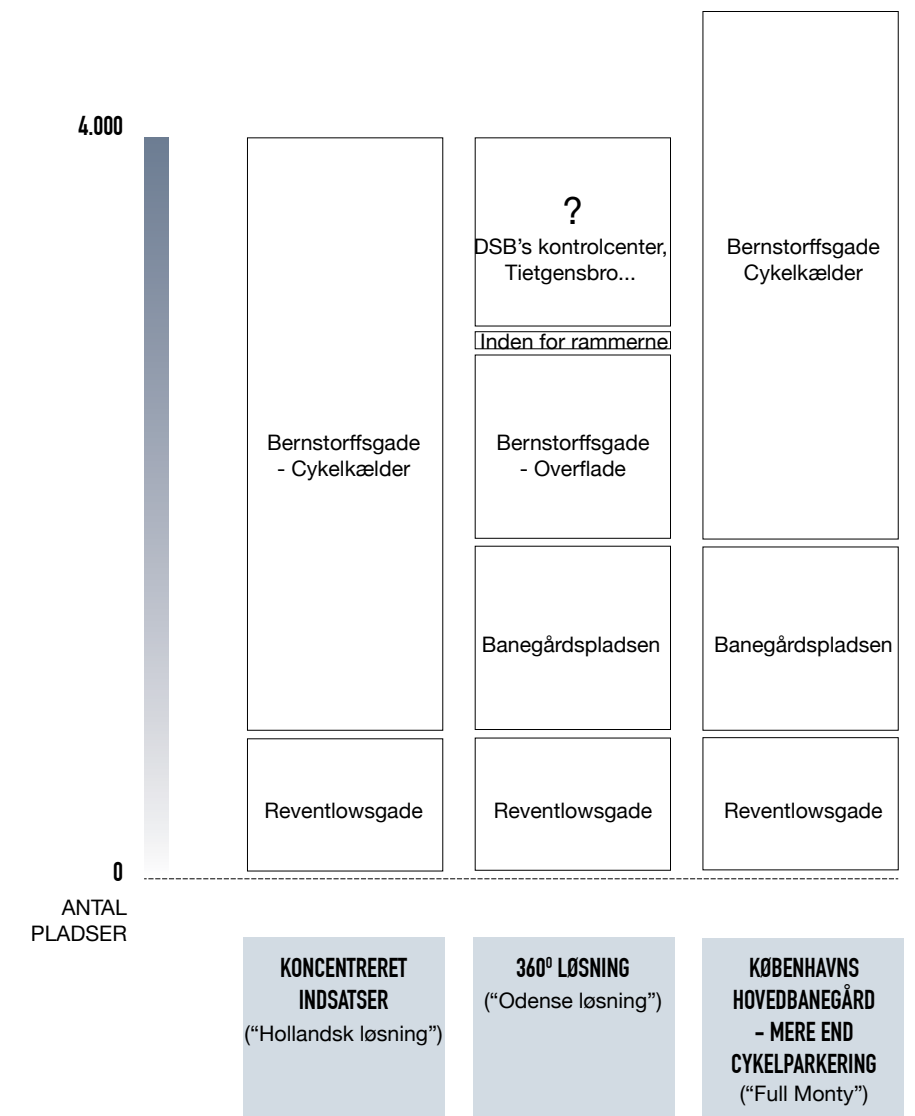 4.000
0
ANTAL
PLADSER
Bernstorffsgade
- Cykelkælder
Reventlowsgade
KONCENTRERET
INDSATSER
(“Hollandsk løsning”)
?
DSB's kontrolcenter,
Tietgensbro...
Inden for rammerne
Bernstorffsgade
- Overflade
Banegårdspladsen
Reventlowsgade
360⁰ LØSNING
(“Odense løsning”)
Bernstorffsgade
Cykelkælder
Banegårdspladsen
Reventlowsgade
KØBENHAVNS
HOVEDBANEGÅRD
- MERE END
CYKELPARKERING
(“Full Monty”)